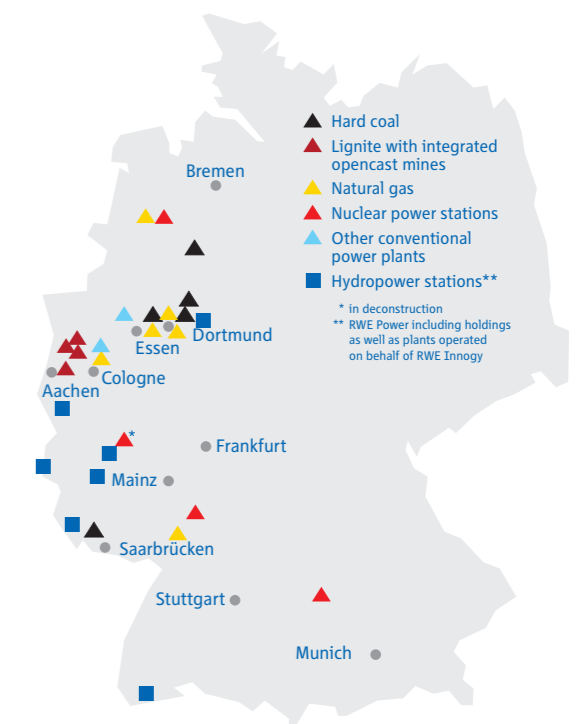 Hard coal
Lignite with integrated
opencast mines
Natural gas
Nuclear power stations
Other conventional
power plants
Hydropower stations**
* in deconstruction
** RWE Power including holdings
as well as plants operated
on behalf of RWE Innogy
Bremen
Dortmund
Essen
Cologne
Aachen
*
Frankfurt
Mainz
Saarbrücken
Stuttgart
Munich